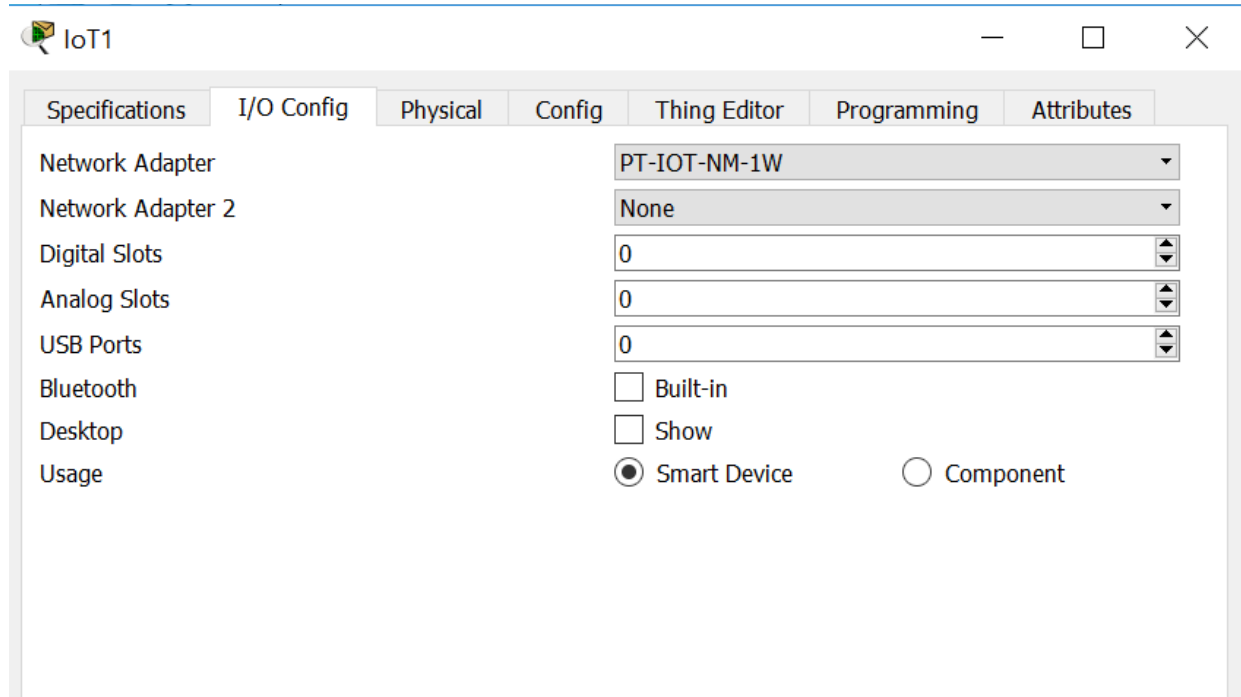 IoT1
Specifications I/O Config Physical Config Thing Editor Programming Attributes
Network Adapter PT-IOT-NM-1W
Network Adapter 2 None
Digital Slots 0
Analog Slots 0
USB Ports 0
Bluetooth Built-in
Desktop Show
Usage Smart Device Component